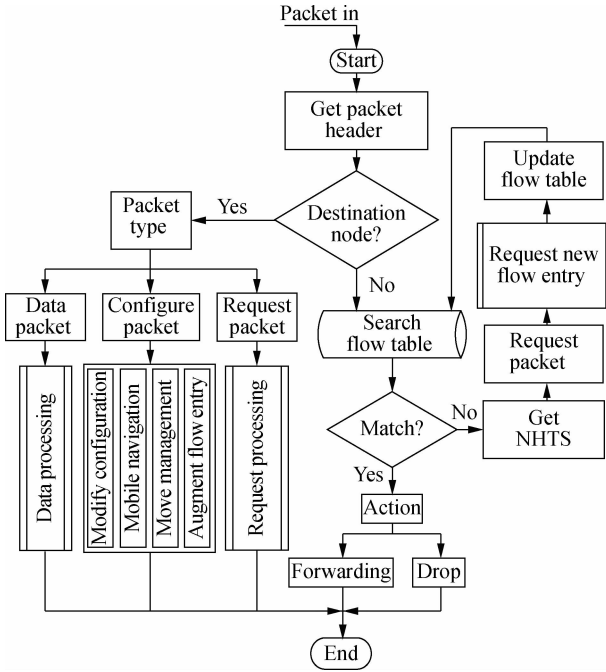 Packet in
Start
Get packet
header
Destination
node?
Yes
No
Packet
type
Data
packet
Configure
packet
Request
packet
Data processing
Modify configuration
Mobile navigation
Move management
Augment flow entry
Request processing
Search
flow table
Match?
No
Yes
Get
NHTS
Request
packet
Request new
flow entry
Update
flow table
Action
Forwarding
Drop
End